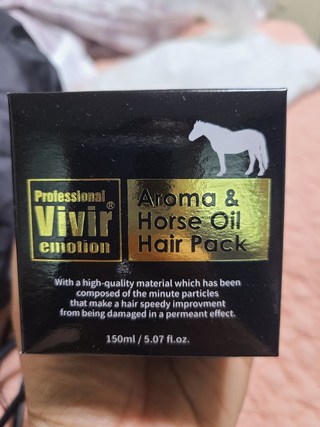 Professional
Vivir®
emotion
Aroma &
Horse Oil
Hair Pack
With a high-quality material which has been
composed of the minute particles
that make a hair speedy improvment
from being damaged in a permeant effect.
150ml / 5.07 fl.oz.